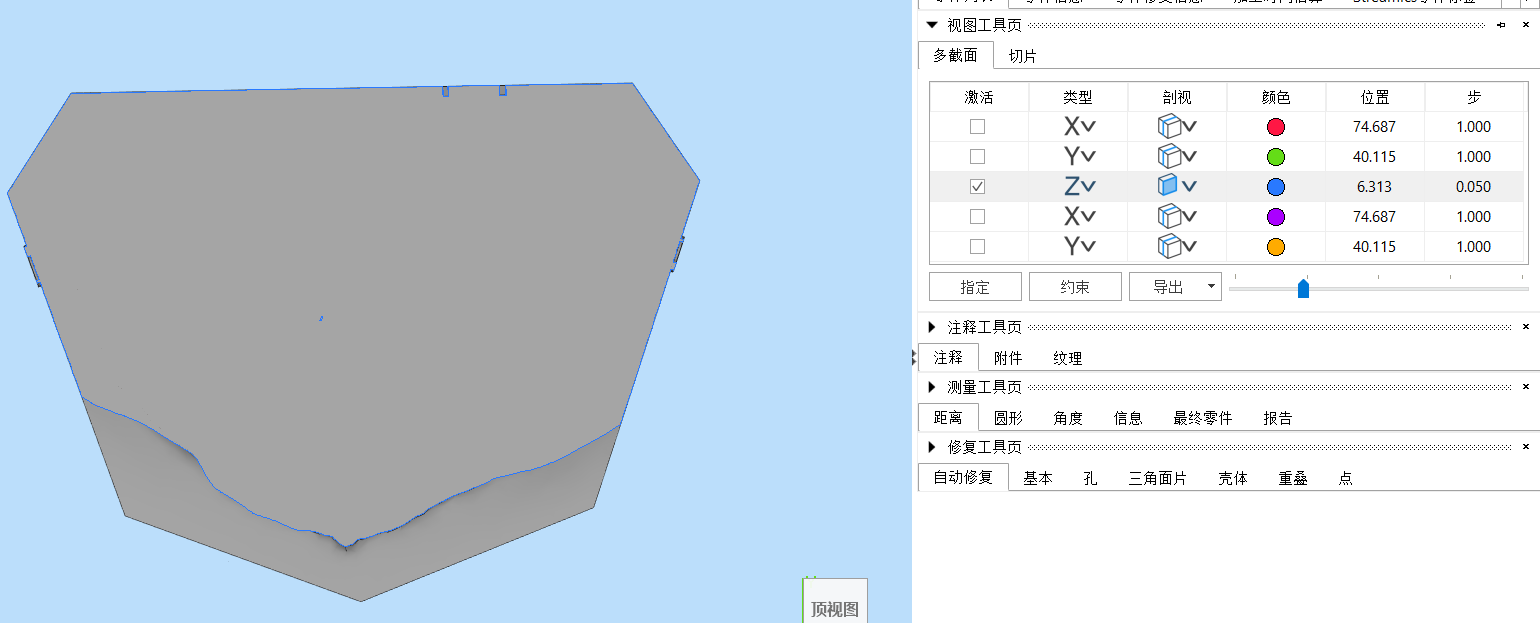 视图工具页
多截面 切片
激活 类型 剖视 颜色 位置 步
X 74.687 1.000
Y 40.115 1.000
Z 6.313 0.050
X 74.687 1.000
Y 40.115 1.000
指定 约束 导出
注释工具页
注释 附件 纹理
测量工具页
距离 圆形 角度 信息 最终零件 报告
修复工具页
自动修复 基本 孔 三角面片 壳体 重叠 点
顶视图